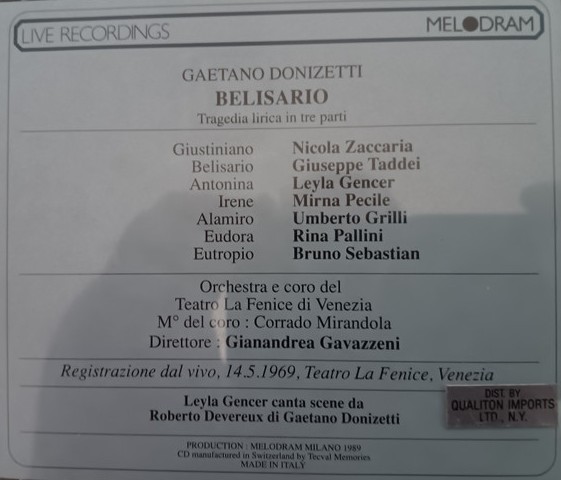 LIVE RECORDINGS
MELODRAM
GAETANO DONIZETTI
BELISARIO
Tragedia lirica in tre parti
Giustiniano Nicola Zaccaria
Belisario Giuseppe Taddei
Antonina Leyla Gencer
Irene Mirna Pecile
Alamiro Umberto Grilli
Eudora Rina Pallini
Eutropio Bruno Sebastian
Orchestra e coro del
Teatro La Fenice di Venezia
M° del coro : Corrado Mirandola
Direttore : Gianandrea Gavazzeni
Registrazione dal vivo, 14.5.1969, Teatro La Fenice, Venezia
Leyla Gencer canta scene da
Roberto Devereux di Gaetano Donizetti
DIST. BY
QUALITON IMPORTS
LTD., N.Y.
PRODUCTION : MELODRAM MILANO 1989
CD manufactured in Switzerland by Tecval Memories
MADE IN ITALY